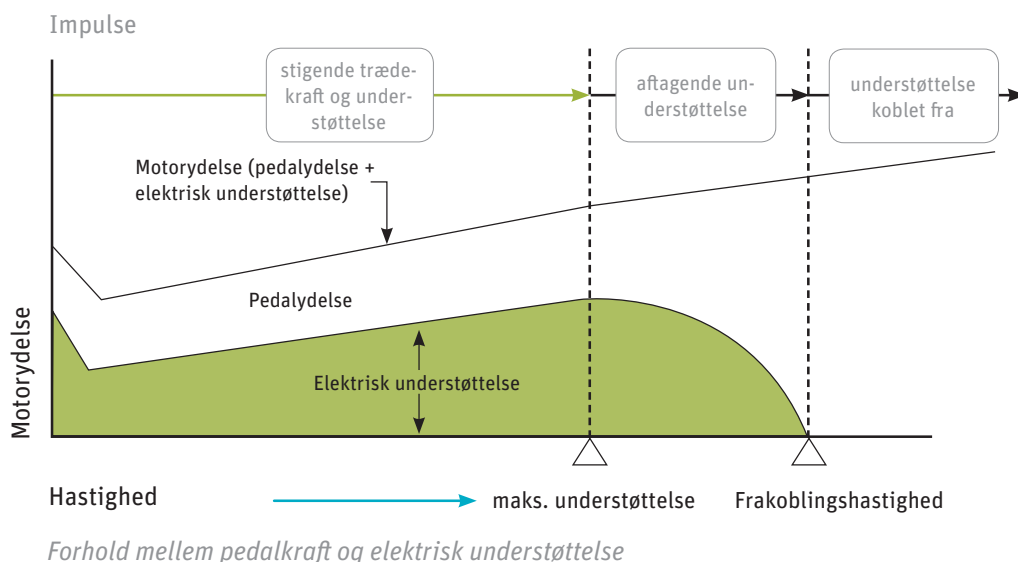 Impulse
stigende træde-
kraft og under-
støttelse
aftagende un-
derstøttelse
understøttelse
koblet fra
Motorydelse (pedalydelse +
elektrisk understøttelse)
Pedalydelse
Elektrisk understøttelse
Motorydelse
Hastighed
maks. understøttelse
Frakoblingshastighed
Forhold mellem pedalkraft og elektrisk understøttelse